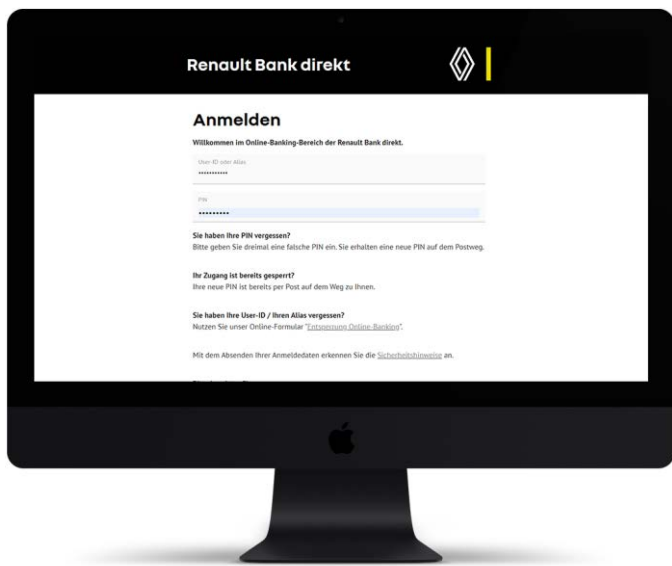 Renault Bank direkt
Anmelden
Willkommen im Online-Banking-Bereich der Renault Bank direkt.
User-ID oder Alias
•••••••••••
PIN
•••••••••
Sie haben Ihre PIN vergessen?
Bitte geben Sie dreimal eine falsche PIN ein. Sie erhalten eine neue PIN auf dem Postweg.
Ihr Zugang ist bereits gesperrt?
Ihre neue PIN ist bereits per Post auf dem Weg zu Ihnen.
Sie haben Ihre User-ID / Ihren Alias vergessen?
Nutzen Sie unser Online-Formular "Entsperrung Online-Banking".
Mit dem Absenden Ihrer Anmeldedaten erkennen Sie die Sicherheitshinweise an.